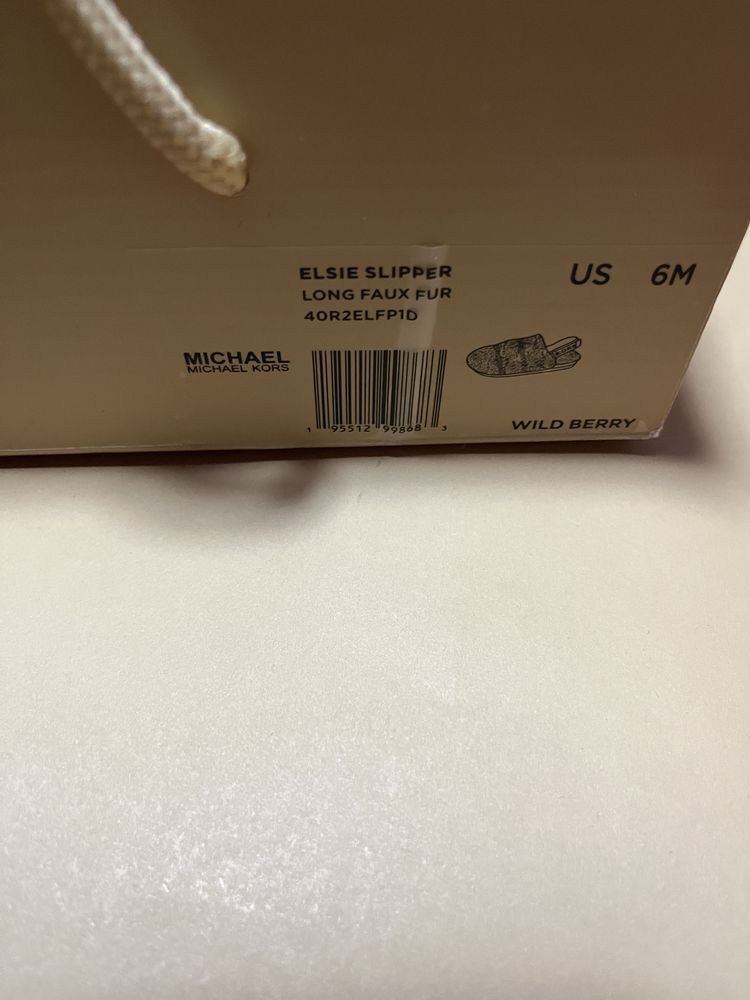 ELSIE SLIPPER
LONG FAUX FUR
40R2ELFP1D
US 6M
MICHAEL
MICHAEL KORS
1 95512 99868 3
WILD BERRY